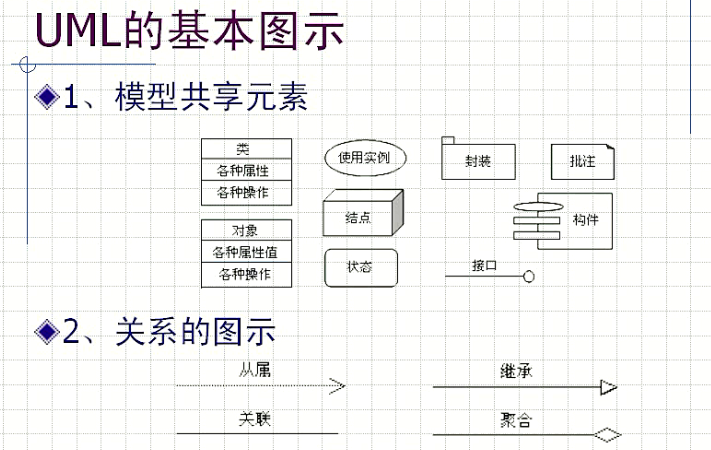 UML的基本图示
1、模型共享元素
类
各种属性
各种操作
使用实例
封装
批注
结点
构件
对象
各种属性值
各种操作
状态
接口
2、关系的图示
从属
继承
关联
聚合